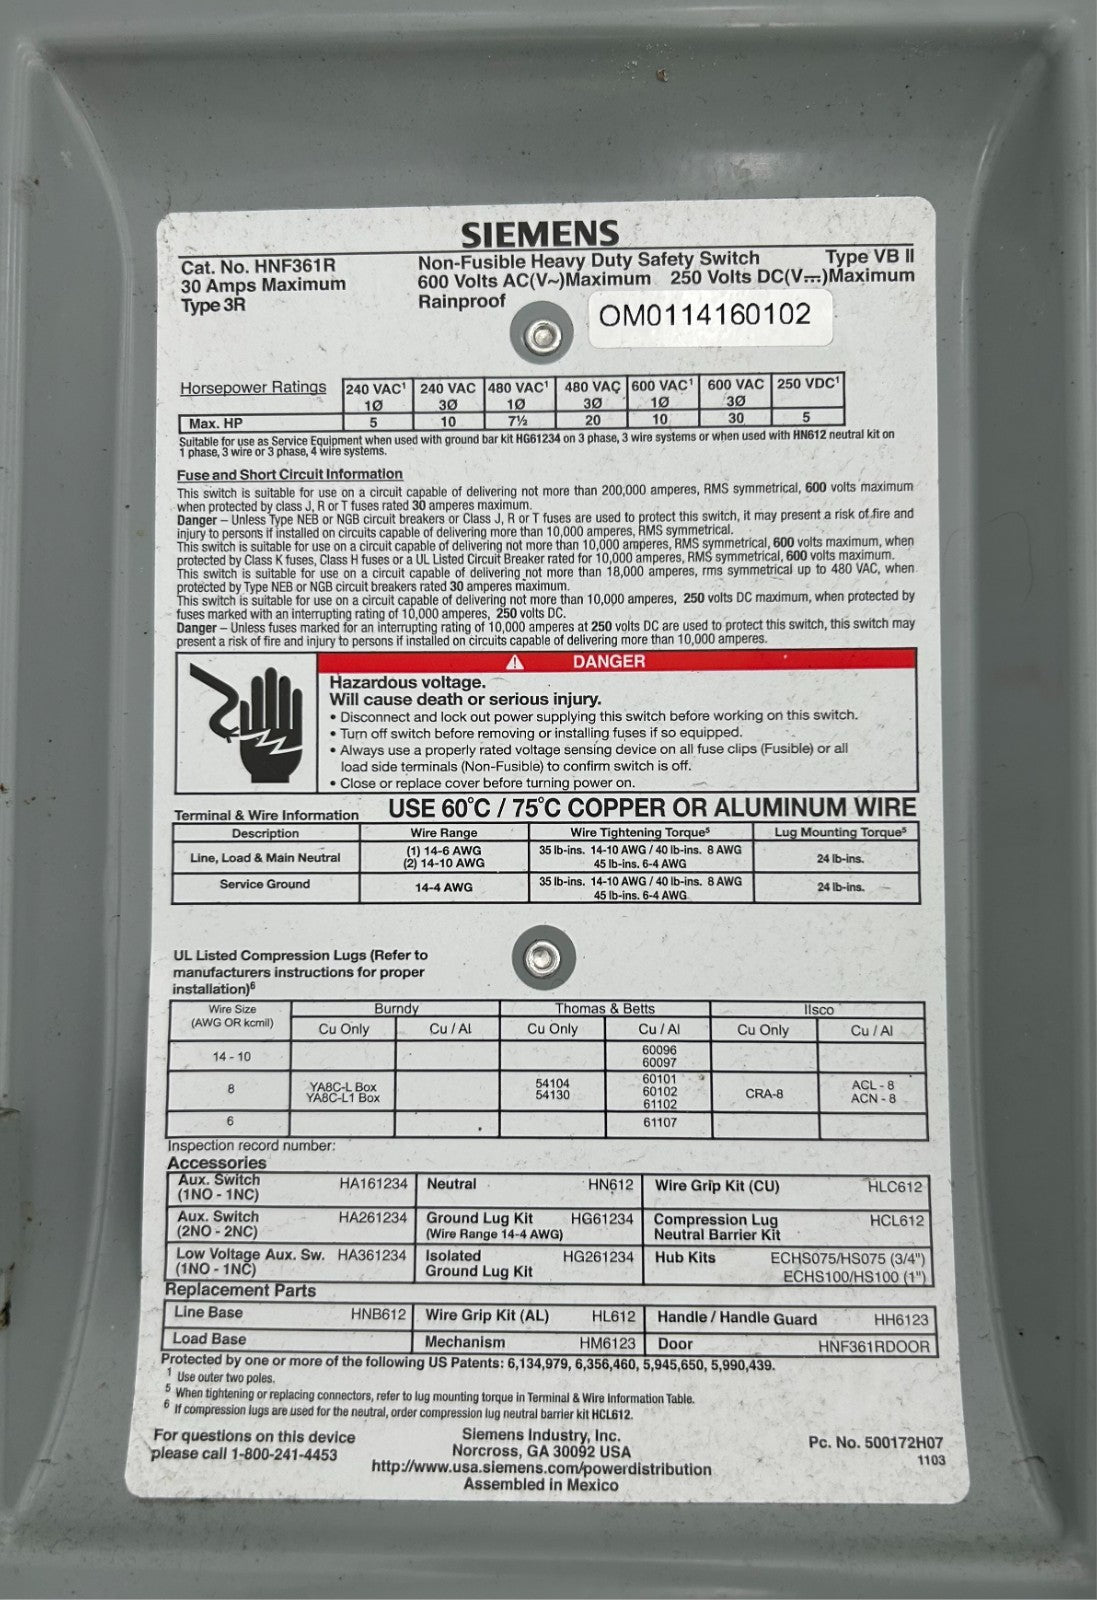 SIEMENS
Cat. No. HNF361R
30 Amps Maximum
Type 3R
Non-Fusible Heavy Duty Safety Switch Type VB II
600 Volts AC(V~)Maximum 250 Volts DC(V⎓)Maximum
Rainproof
OM0114160102
Horsepower Ratings 240 VAC¹ 240 VAC 480 VAC¹ 480 VAC 600 VAC¹ 600 VAC 250 VDC¹
1Ø 3Ø 1Ø 3Ø 1Ø 3Ø
Max. HP 5 10 7½ 20 10 30 5
Suitable for use as Service Equipment when used with ground bar kit HG61234 on 3 phase, 3 wire systems or when used with HN612 neutral kit on
1 phase, 3 wire or 3 phase, 4 wire systems.
Fuse and Short Circuit Information
This switch is suitable for use on a circuit capable of delivering not more than 200,000 amperes, RMS symmetrical, 600 volts maximum
when protected by class J, R or T fuses rated 30 amperes maximum.
Danger – Unless Type NEB or NGB circuit breakers or Class J, R or T fuses are used to protect this switch, it may present a risk of fire and
injury to persons if installed on circuits capable of delivering more than 10,000 amperes, RMS symmetrical.
This switch is suitable for use on a circuit capable of delivering not more than 10,000 amperes, RMS symmetrical, 600 volts maximum, when
protected by Class K fuses, Class H fuses or a UL Listed Circuit Breaker rated for 10,000 amperes, RMS symmetrical, 600 volts maximum.
This switch is suitable for use on a circuit capable of delivering not more than 18,000 amperes, rms symmetrical up to 480 VAC, when
protected by Type NEB or NGB circuit breakers rated 30 amperes maximum.
This switch is suitable for use on a circuit capable of delivering not more than 10,000 amperes, 250 volts DC maximum, when protected by
fuses marked with an interrupting rating of 10,000 amperes, 250 volts DC.
Danger – Unless fuses marked for an interrupting rating of 10,000 amperes at 250 volts DC are used to protect this switch, this switch may
present a risk of fire and injury to persons if installed on circuits capable of delivering more than 10,000 amperes.
DANGER
Hazardous voltage.
Will cause death or serious injury.
• Disconnect and lock out power supplying this switch before working on this switch.
• Turn off switch before removing or installing fuses if so equipped.
• Always use a properly rated voltage sensing device on all fuse clips (Fusible) or all
load side terminals (Non-Fusible) to confirm switch is off.
• Close or replace cover before turning power on.
Terminal & Wire Information USE 60°C / 75°C COPPER OR ALUMINUM WIRE
Description Wire Range Wire Tightening Torque⁵ Lug Mounting Torque⁵
Line, Load & Main Neutral (1) 14-6 AWG 35 lb-ins. 14-10 AWG / 40 lb-ins. 8 AWG 24 lb-ins.
(2) 14-10 AWG 45 lb-ins. 6-4 AWG
Service Ground 14-4 AWG 35 lb-ins. 14-10 AWG / 40 lb-ins. 8 AWG 24 lb-ins.
45 lb-ins. 6-4 AWG
UL Listed Compression Lugs (Refer to
manufacturers instructions for proper
installation)⁶
Wire Size Burndy Thomas & Betts Ilsco
(AWG OR kcmil) Cu Only Cu / Al Cu Only Cu / Al Cu Only Cu / Al
14 - 10 60096
60097
8 YA8C-L Box 54104 60101 CRA-8 ACL - 8
YA8C-L1 Box 54130 60102 ACN - 8
61102
6 61107
Inspection record number:
Accessories
Aux. Switch HA161234 Neutral HN612 Wire Grip Kit (CU) HLC612
(1NO - 1NC)
Aux. Switch HA261234 Ground Lug Kit HG61234 Compression Lug HCL612
(2NO - 2NC) (Wire Range 14-4 AWG) Neutral Barrier Kit
Low Voltage Aux. Sw. HA361234 Isolated HG261234 Hub Kits ECHS075/HS075 (3/4")
(1NO - 1NC) Ground Lug Kit ECHS100/HS100 (1")
Replacement Parts
Line Base HNB612 Wire Grip Kit (AL) HL612 Handle / Handle Guard HH6123
Load Base Mechanism HM6123 Door HNF361RDOOR
Protected by one or more of the following US Patents: 6,134,979, 6,356,460, 5,945,650, 5,990,439.
¹ Use outer two poles.
⁵ When tightening or replacing connectors, refer to lug mounting torque in Terminal & Wire Information Table.
⁶ If compression lugs are used for the neutral, order compression lug neutral barrier kit HCL612.
For questions on this device
please call 1-800-241-4453
Siemens Industry, Inc.
Norcross, GA 30092 USA
http://www.usa.siemens.com/powerdistribution
Assembled in Mexico
Pc. No. 500172H07
1103